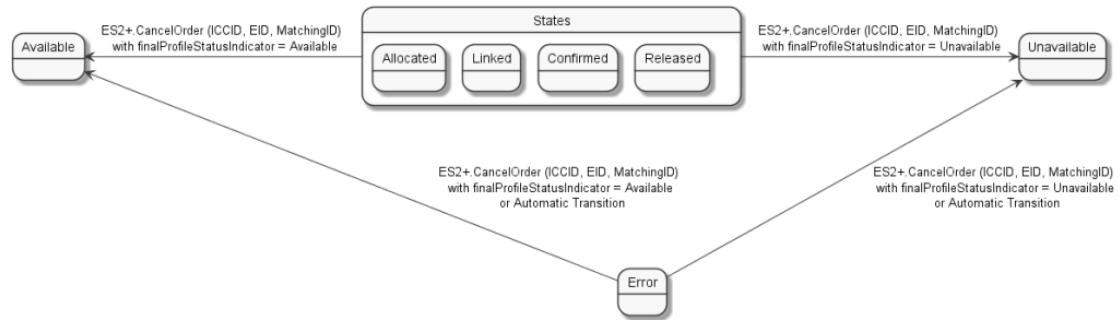 States
ES2+.CancelOrder (ICCID, EID, MatchingID)
with finalProfileStatusIndicator = Available
ES2+.CancelOrder (ICCID, EID, MatchingID)
with finalProfileStatusIndicator = Unavailable
Available
Allocated
Linked
Confirmed
Released
Unavailable
ES2+.CancelOrder (ICCID, EID, MatchingID)
with finalProfileStatusIndicator = Available
or Automatic Transition
ES2+.CancelOrder (ICCID, EID, MatchingID)
with finalProfileStatusIndicator = Unavailable
or Automatic Transition
Error